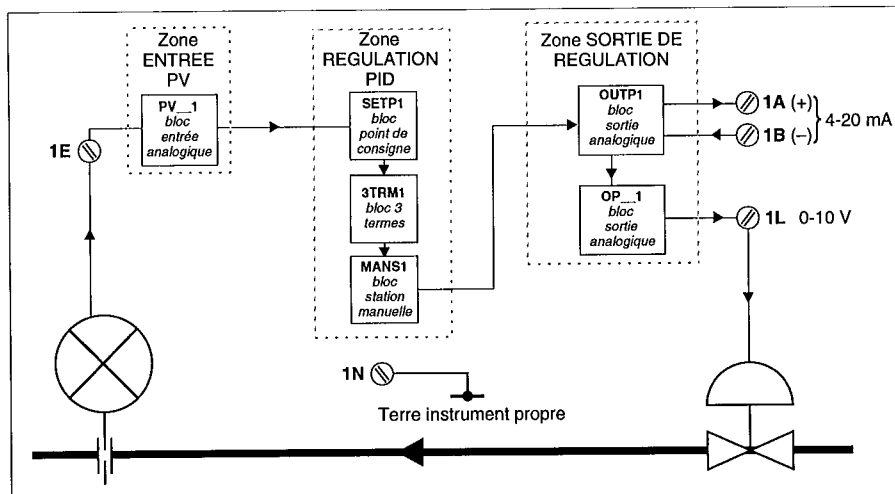 Zone
ENTREE
PV
PV__1
bloc
entrée
analogique
1E
Zone
REGULATION
PID
SETP1
bloc
point de
consigne
3TRM1
bloc 3
termes
MANS1
bloc
station
manuelle
Zone SORTIE DE
REGULATION
OUTP1
bloc
sortie
analogique
OP__1
bloc
sortie
analogique
1A (+)
1B (–)
4-20 mA
1L 0-10 V
1N
Terre instrument propre